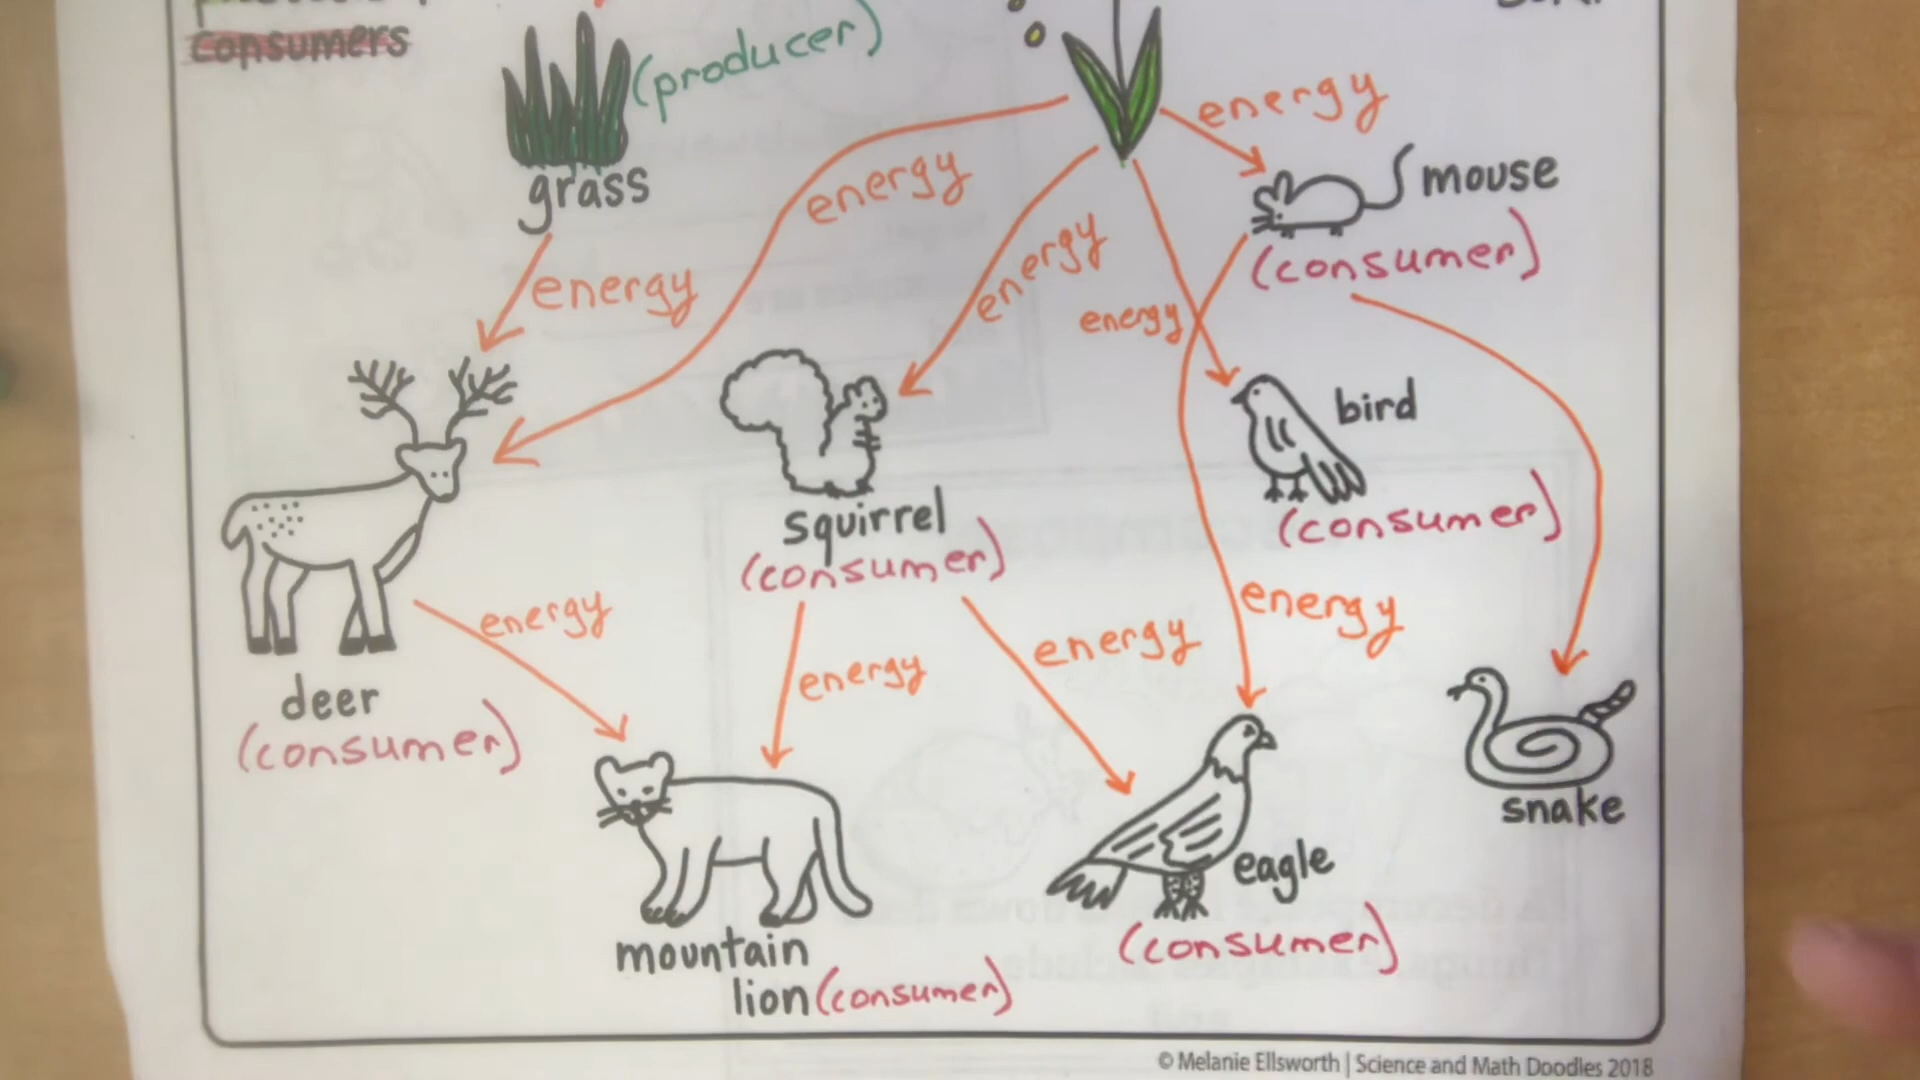 consumers
(producer)
grass
energy
mouse
(consumer)
energy
energy
energy
energy
bird
(consumer)
squirrel
(consumer)
deer
(consumer)
energy
energy
energy
energy
snake
eagle
(consumer)
mountain
lion (consumer)
© Melanie Ellsworth | Science and Math Doodles 2018